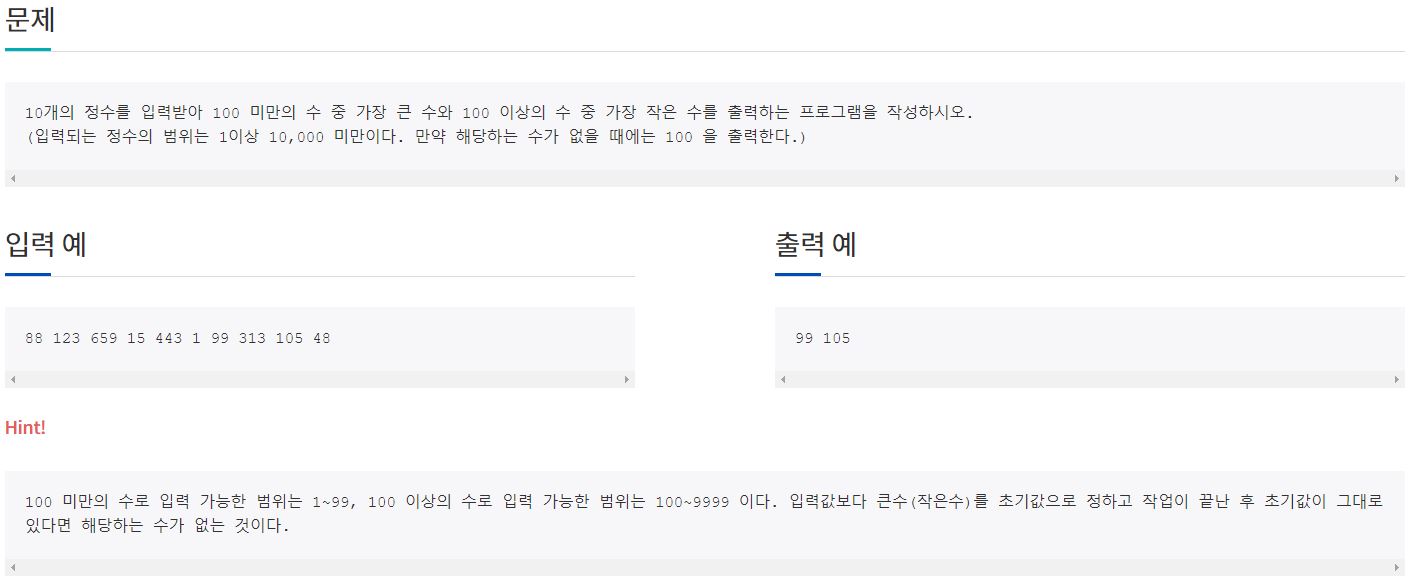 문제
10개의 정수를 입력받아 100 미만의 수 중 가장 큰 수와 100 이상의 수 중 가장 작은 수를 출력하는 프로그램을 작성하시오.
(입력되는 정수의 범위는 1이상 10,000 미만이다. 만약 해당하는 수가 없을 때에는 100 을 출력한다.)
입력 예
출력 예
88 123 659 15 443 1 99 313 105 48
99 105
Hint!
100 미만의 수로 입력 가능한 범위는 1~99, 100 이상의 수로 입력 가능한 범위는 100~9999 이다. 입력값보다 큰수(작은수)를 초기값으로 정하고 작업이 끝난 후 초기값이 그대로
있다면 해당하는 수가 없는 것이다.